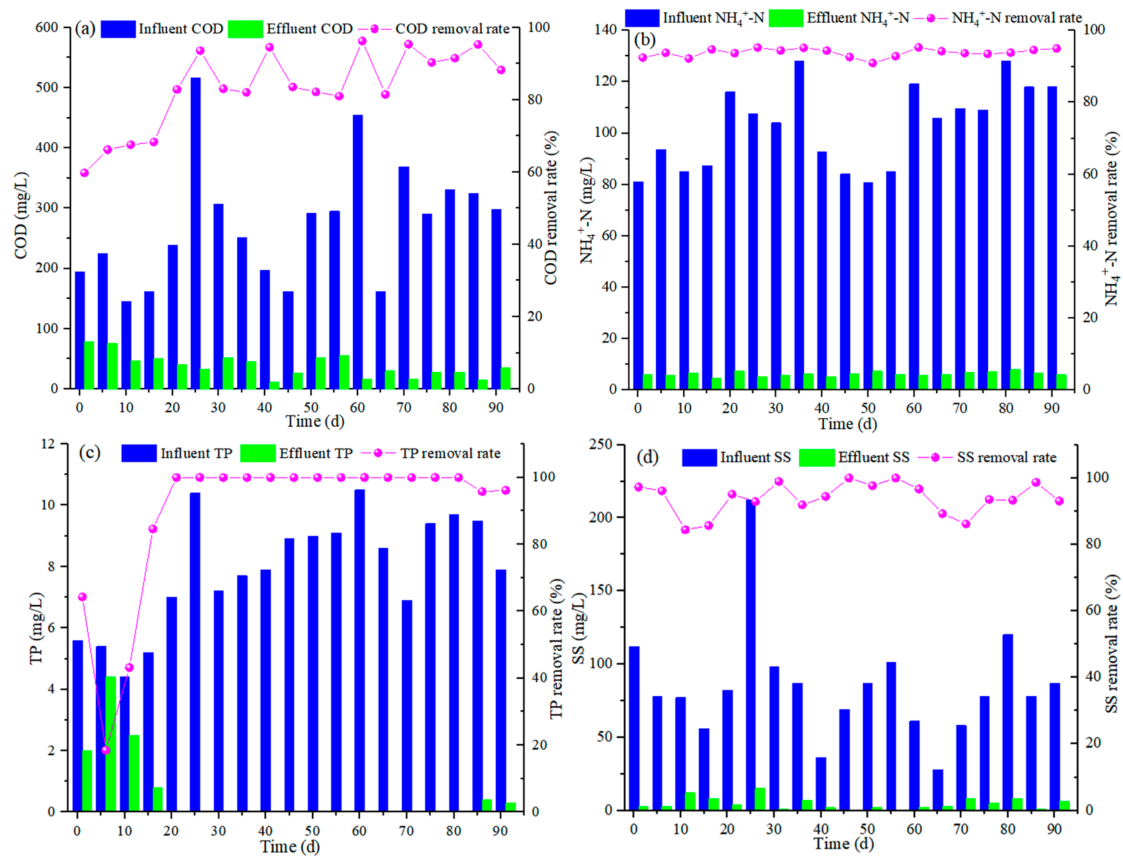 (a) Influent COD Effluent COD COD removal rate
COD (mg/L)
600
500
400
300
200
100
0
0 10 20 30 40 50 60 70 80 90
Time (d)
100
80
60
40
20
0
COD removal rate (%)
(b) Influent NH₄⁺-N Effluent NH₄⁺-N NH₄⁺-N removal rate
NH₄⁺-N (mg/L)
140
120
100
80
60
40
20
0
0 10 20 30 40 50 60 70 80 90
Time (d)
100
80
60
40
20
0
NH₄⁺-N removal rate (%)
(c) Influent TP Effluent TP TP removal rate
TP (mg/L)
12
10
8
6
4
2
0
0 10 20 30 40 50 60 70 80 90
Time (d)
100
80
60
40
20
0
TP removal rate (%)
(d) Influent SS Effluent SS SS removal rate
SS (mg/L)
250
200
150
100
50
0
0 10 20 30 40 50 60 70 80 90
Time (d)
100
80
60
40
20
0
SS removal rate (%)